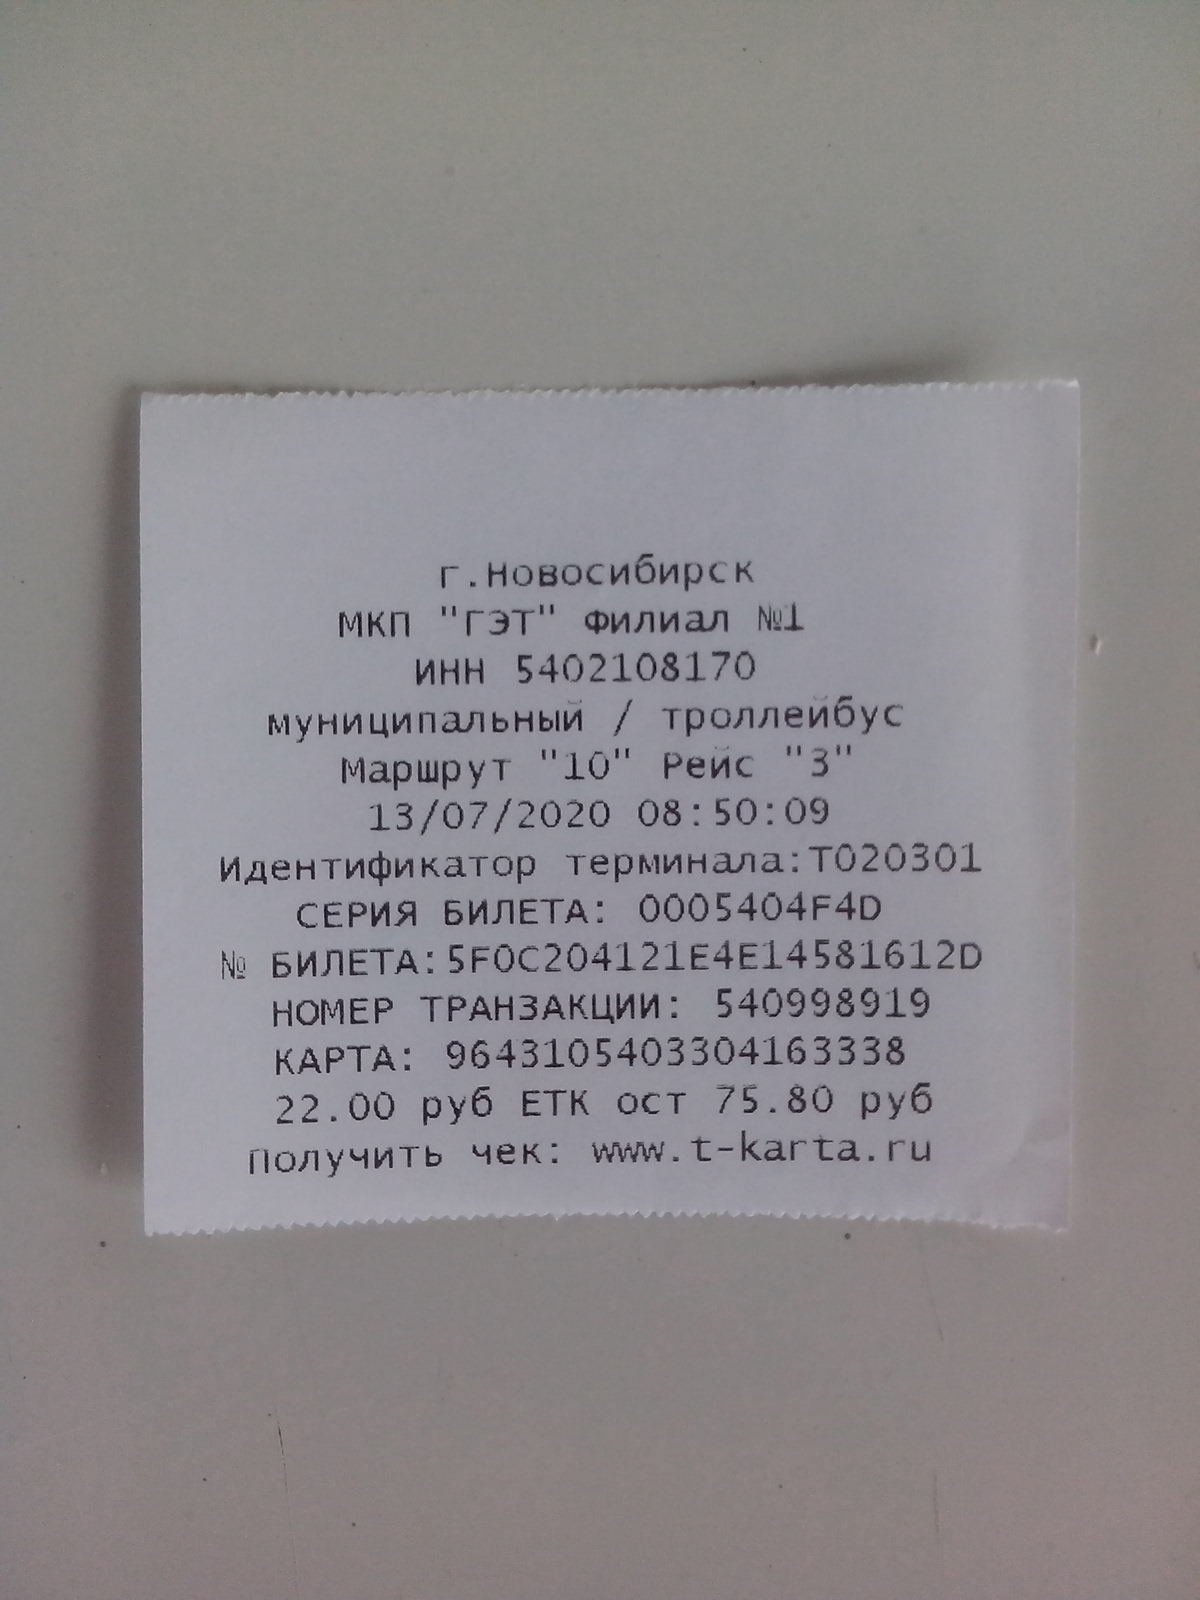 г.Новосибирск
МКП "ГЭТ" Филиал №1
ИНН 5402108170
муниципальный / троллейбус
Маршрут "10" Рейс "3"
13/07/2020 08:50:09
Идентификатор терминала:Т020301
СЕРИЯ БИЛЕТА: 0005404F4D
№ БИЛЕТА:5F0C204121E4E14581612D
НОМЕР ТРАНЗАКЦИИ: 540998919
КАРТА: 9643105403304163338
22.00 руб ЕТК ост 75.80 руб
Получить чек: www.t-karta.ru